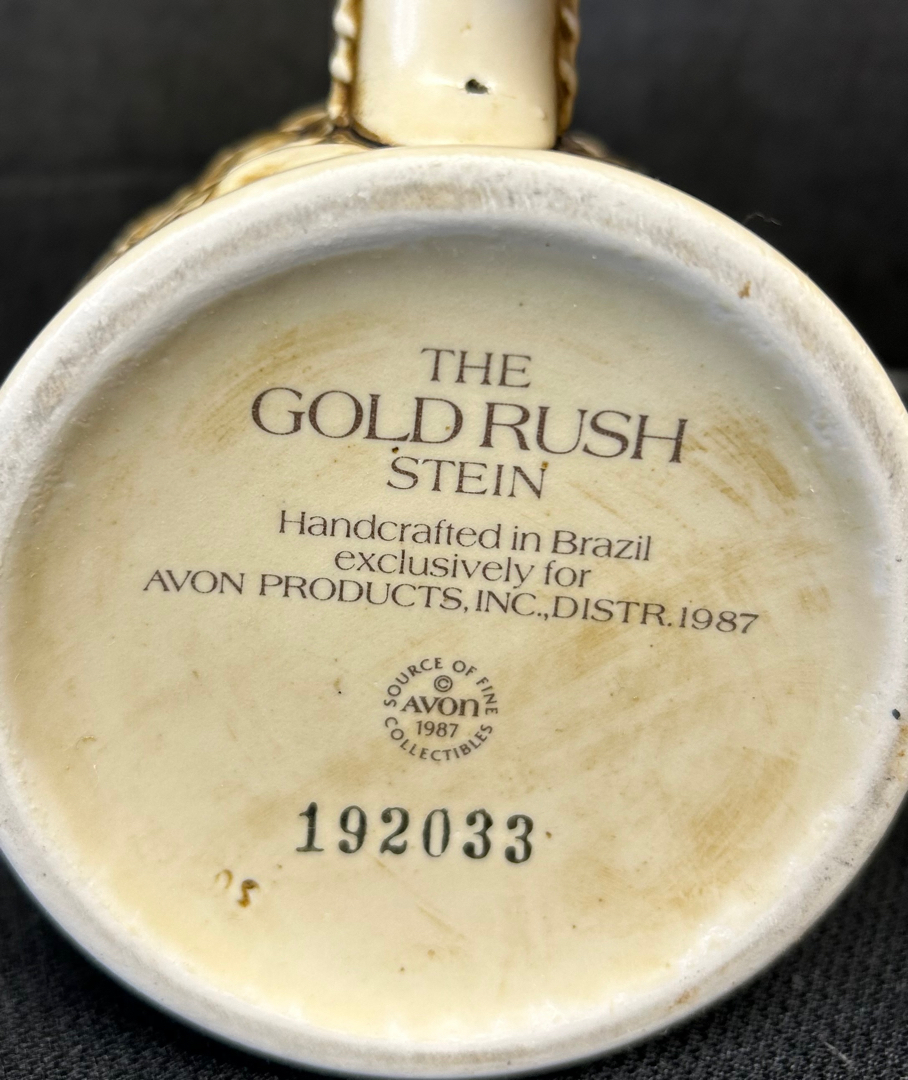 THE
GOLD RUSH
STEIN
Handcrafted in Brazil
exclusively for
AVON PRODUCTS, INC., DISTR. 1987
SOURCE OF FINE
©
AVON
1987
COLLECTIBLES
192033